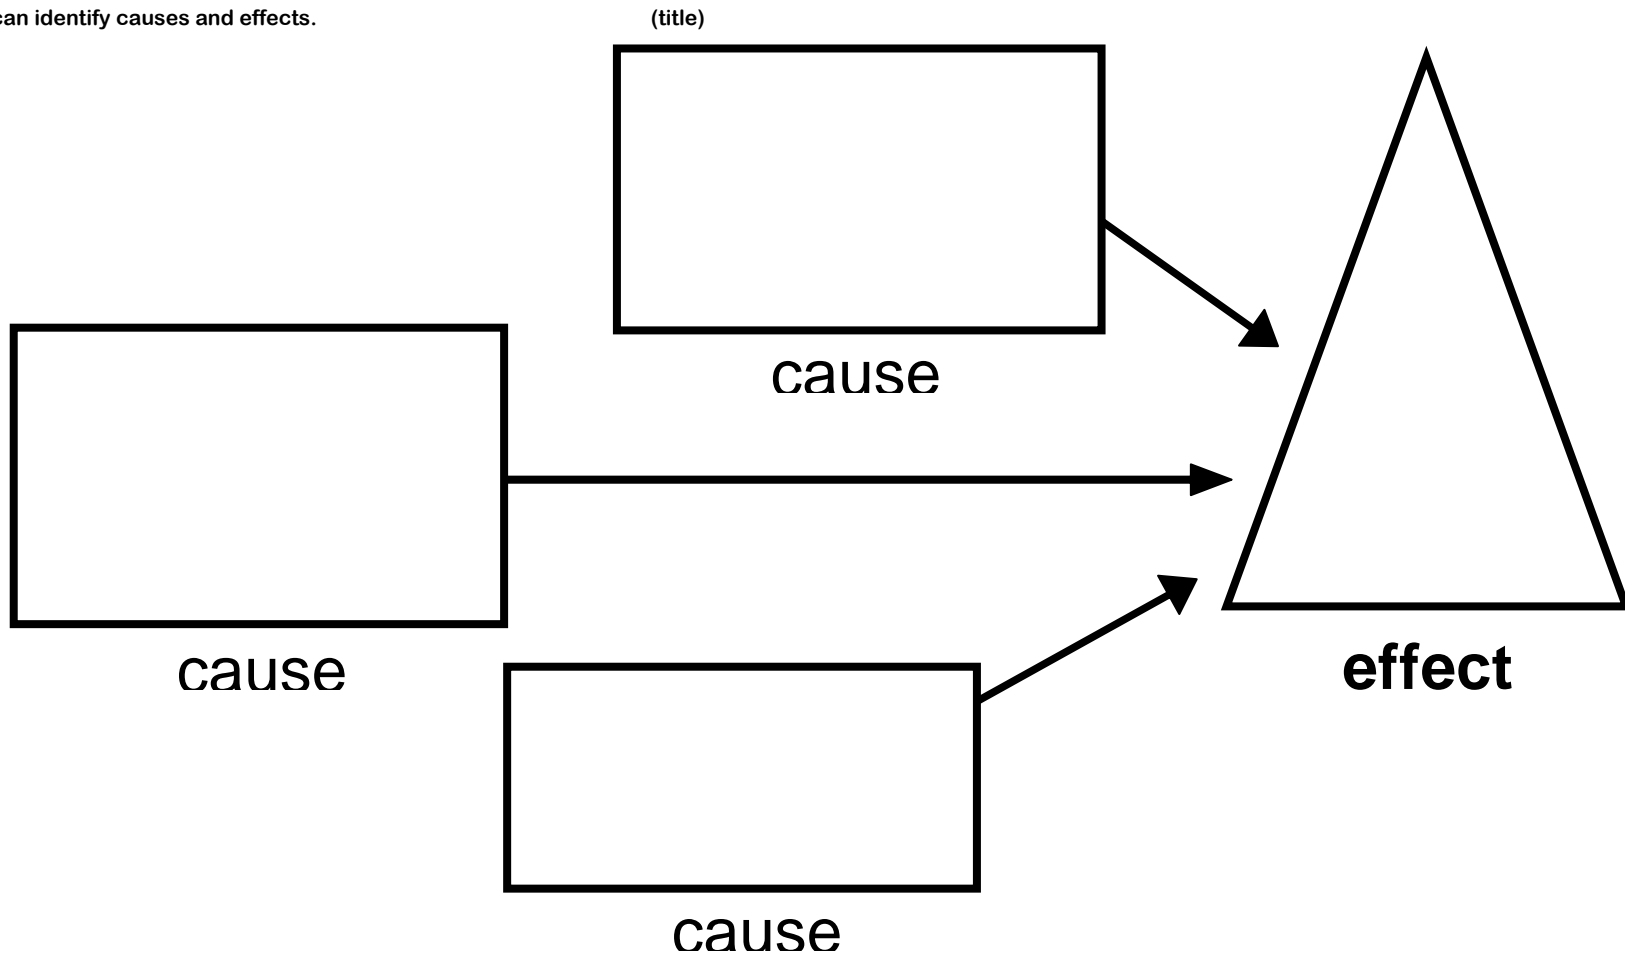 can identify causes and effects. (title)
cause
cause
effect
cause